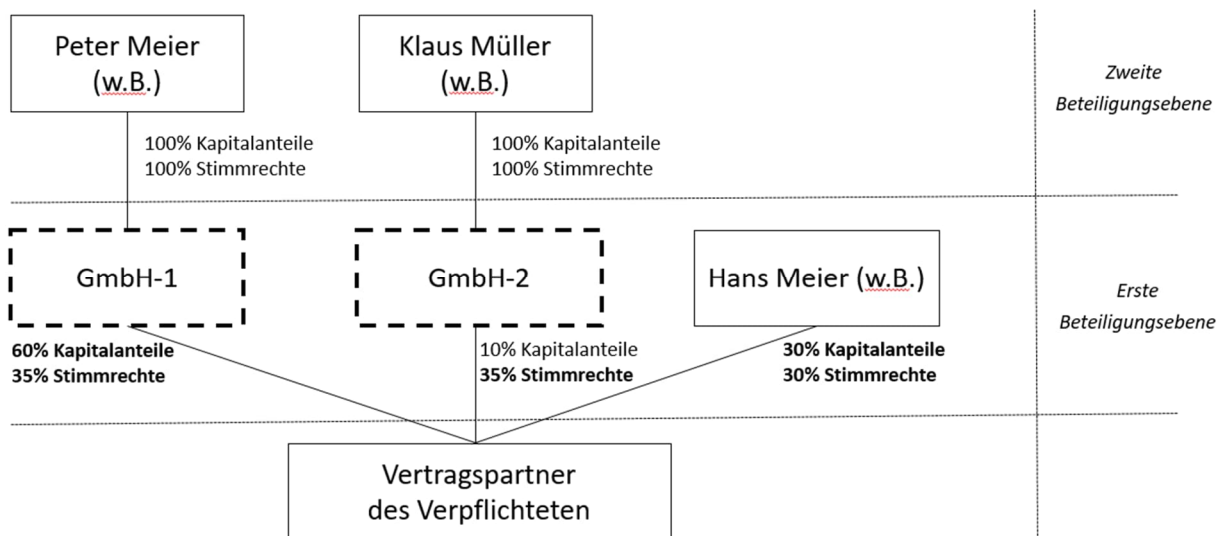 Peter Meier
(w.B.)
Klaus Müller
(w.B.)
Zweite
Beteiligungsebene
100% Kapitalanteile
100% Stimmrechte
100% Kapitalanteile
100% Stimmrechte
GmbH-1
GmbH-2
Hans Meier (w.B.)
Erste
Beteiligungsebene
60% Kapitalanteile
35% Stimmrechte
10% Kapitalanteile
35% Stimmrechte
30% Kapitalanteile
30% Stimmrechte
Vertragspartner
des Verpflichteten